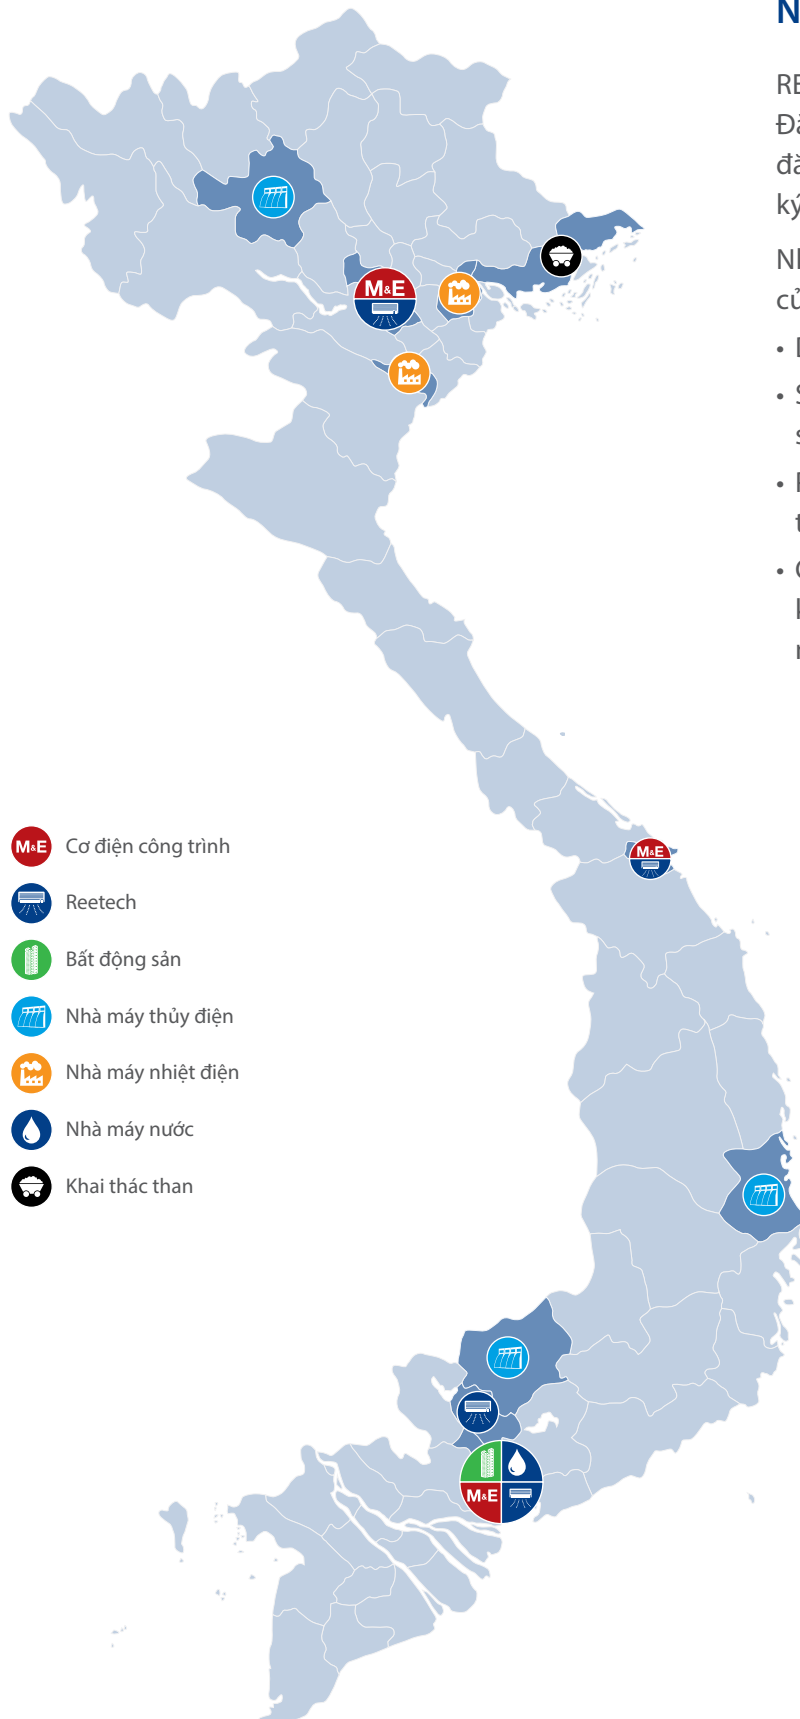 M&E
M&E
M&E
M&E Cơ điện công trình
Reetech
Bất động sản
Nhà máy thủy điện
Nhà máy nhiệt điện
Nhà máy nước
Khai thác than